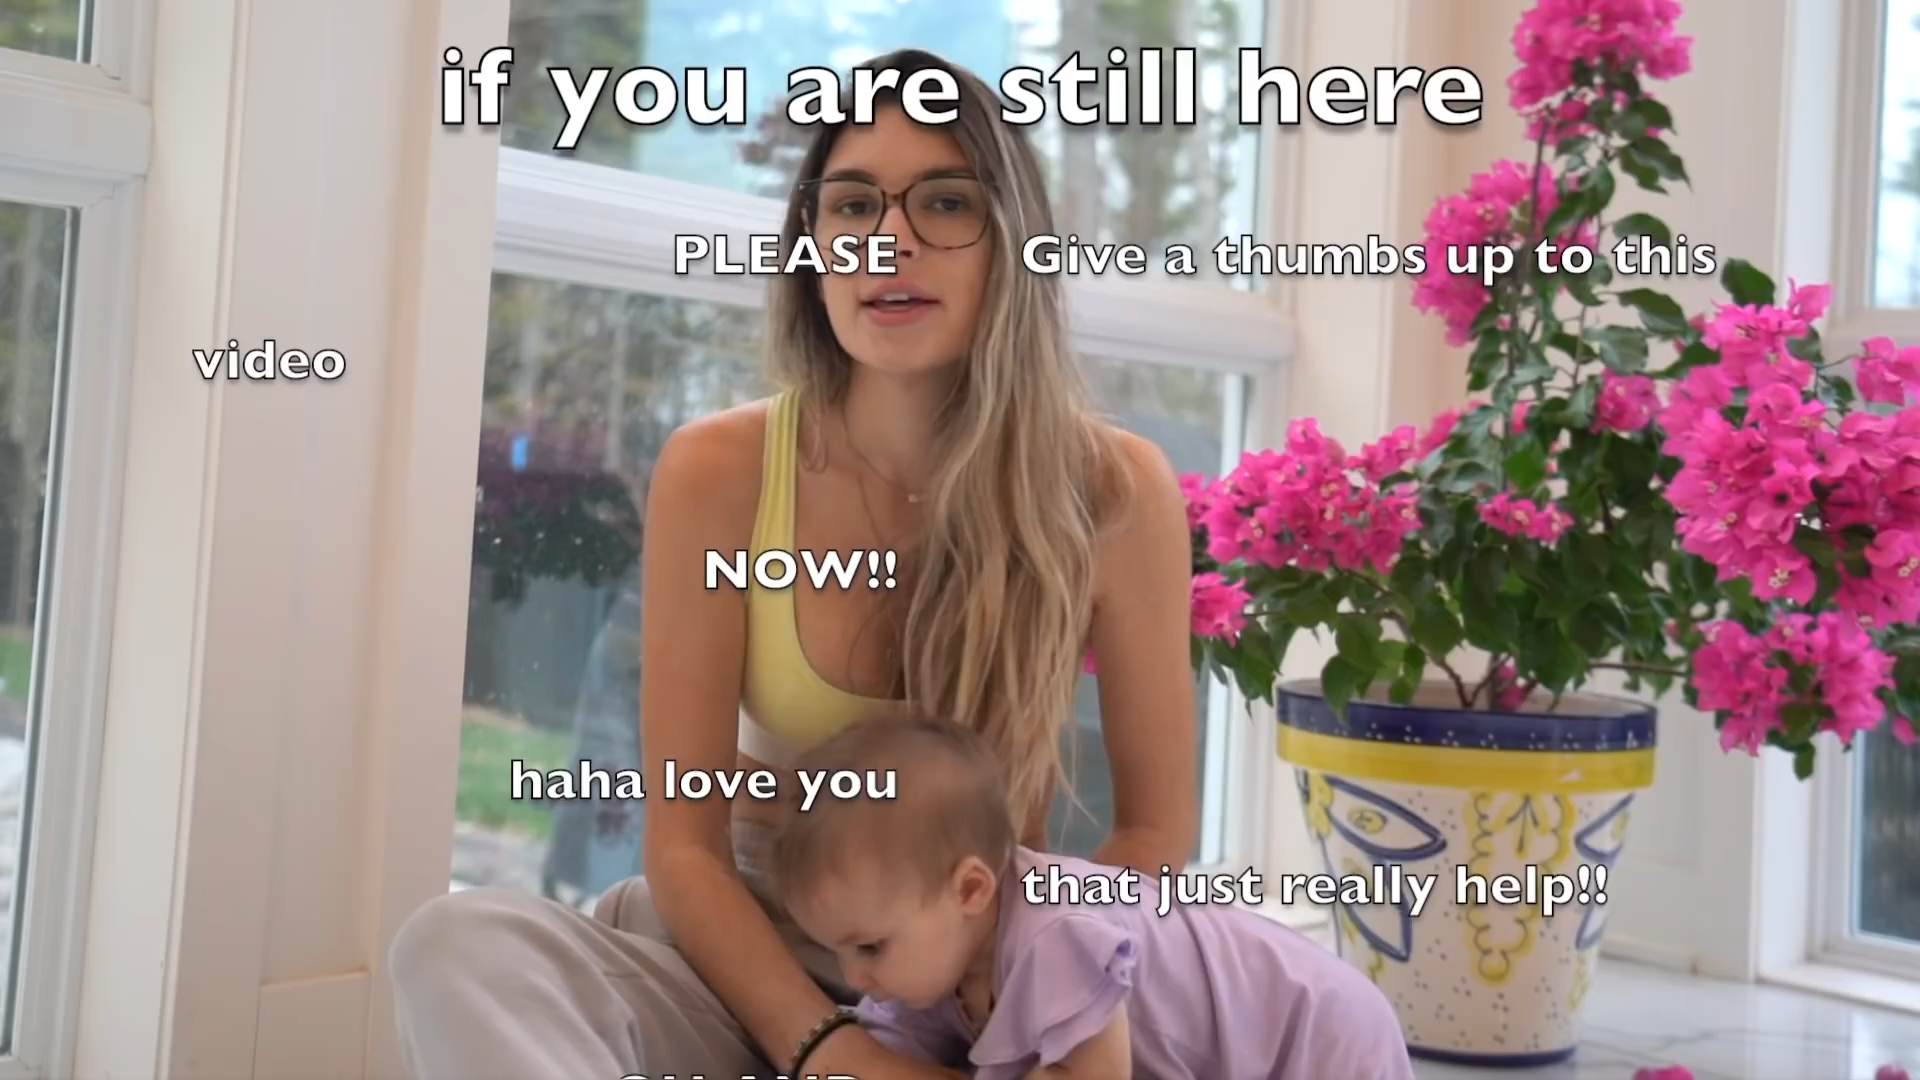 if you are still here
PLEASE Give a thumbs up to this
video
NOW!!
haha love you
that just really help!!